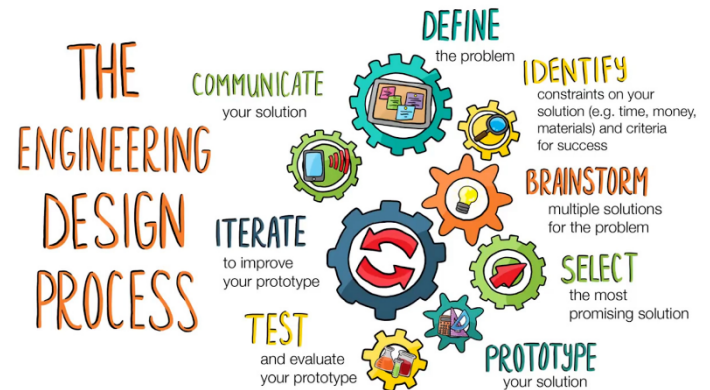 THE
ENGINEERING
DESIGN
PROCESS
DEFINE
the problem
IDENTIFY
constraints on your
solution (e.g. time, money,
materials) and criteria
for success
BRAINSTORM
multiple solutions
for the problem
SELECT
the most
promising solution
PROTOTYPE
your solution
TEST
and evaluate
your prototype
ITERATE
to improve
your prototype
COMMUNICATE
your solution